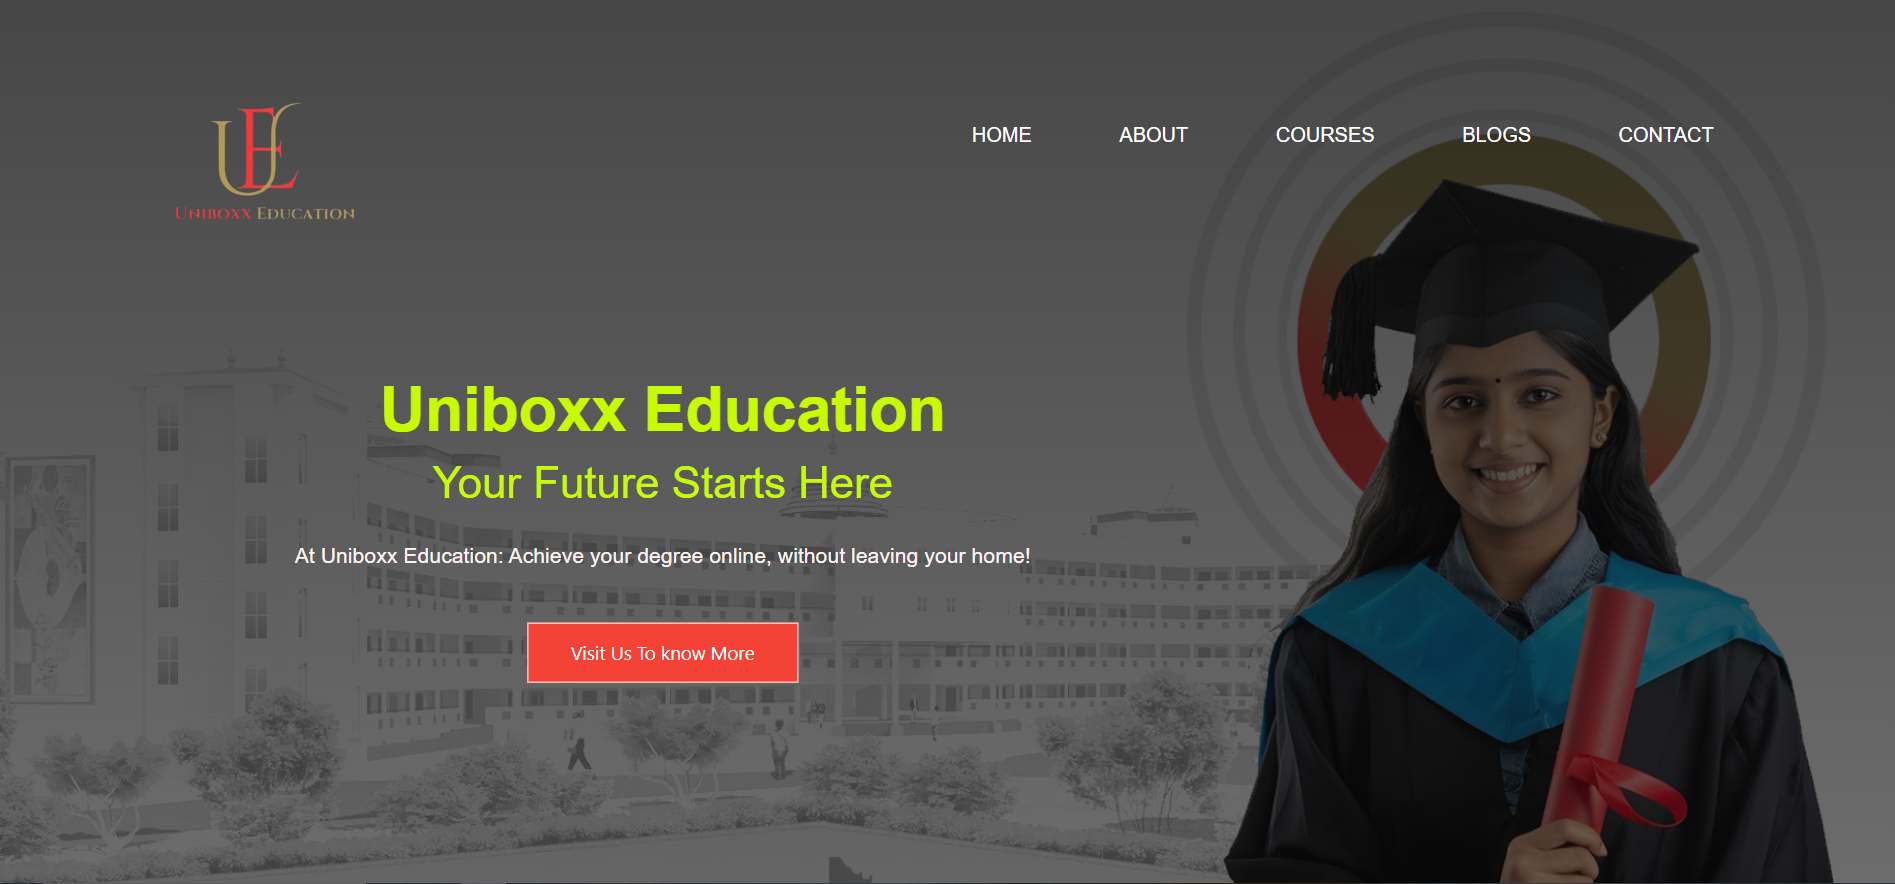 UNIBOXX EDUCATION
HOME ABOUT COURSES BLOGS CONTACT
Uniboxx Education
Your Future Starts Here
At Uniboxx Education: Achieve your degree online, without leaving your home!
Visit Us To know More